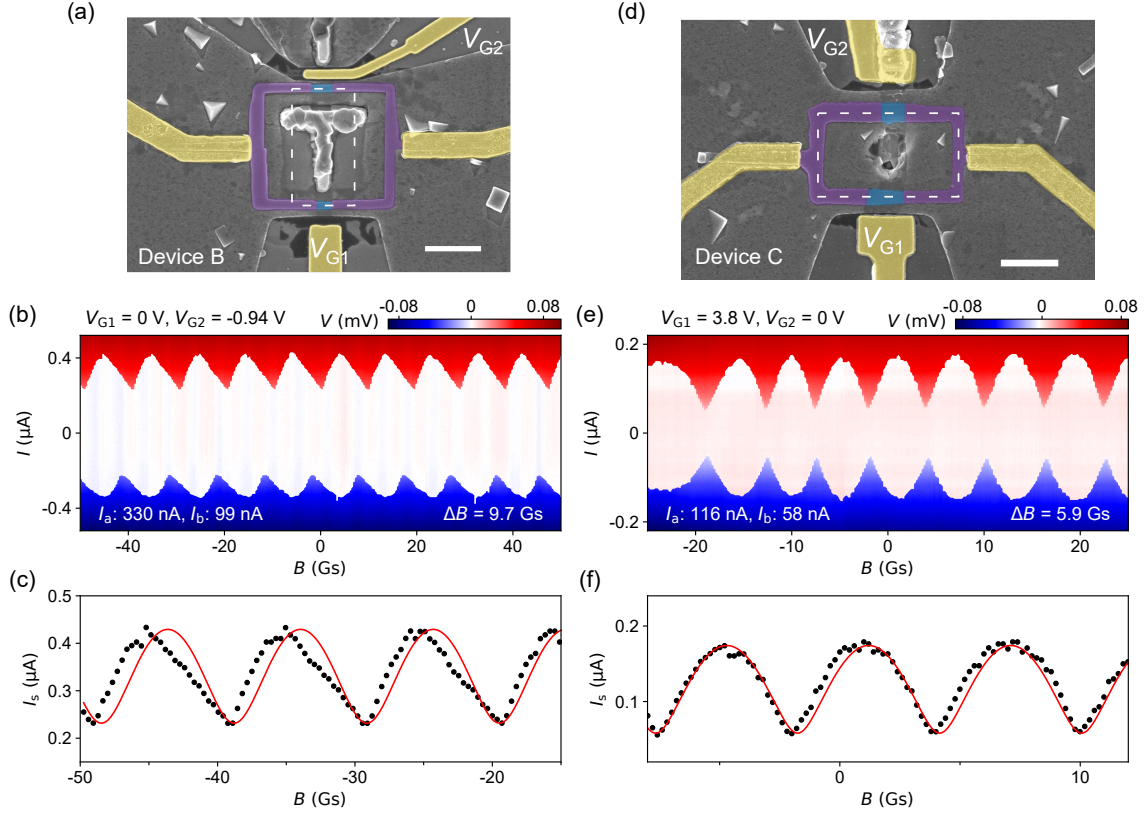 (a)
V_G2
V_G1
Device B
(d)
V_G2
V_G1
Device C
(b)
V_G1 = 0 V, V_G2 = -0.94 V
V (mV)
-0.08 0 0.08
I (μA)
0.4
0
-0.4
I_a: 330 nA, I_b: 99 nA
ΔB = 9.7 Gs
-40 -20 0 20 40
B (Gs)
(e)
V_G1 = 3.8 V, V_G2 = 0 V
V (mV)
-0.08 0 0.08
I (μA)
0.2
0
-0.2
I_a: 116 nA, I_b: 58 nA
ΔB = 5.9 Gs
-20 -10 0 10 20
B (Gs)
(c)
I_s (μA)
0.5
0.4
0.3
0.2
-50 -40 -30 -20
B (Gs)
(f)
I_s (μA)
0.2
0.1
0 10
B (Gs)